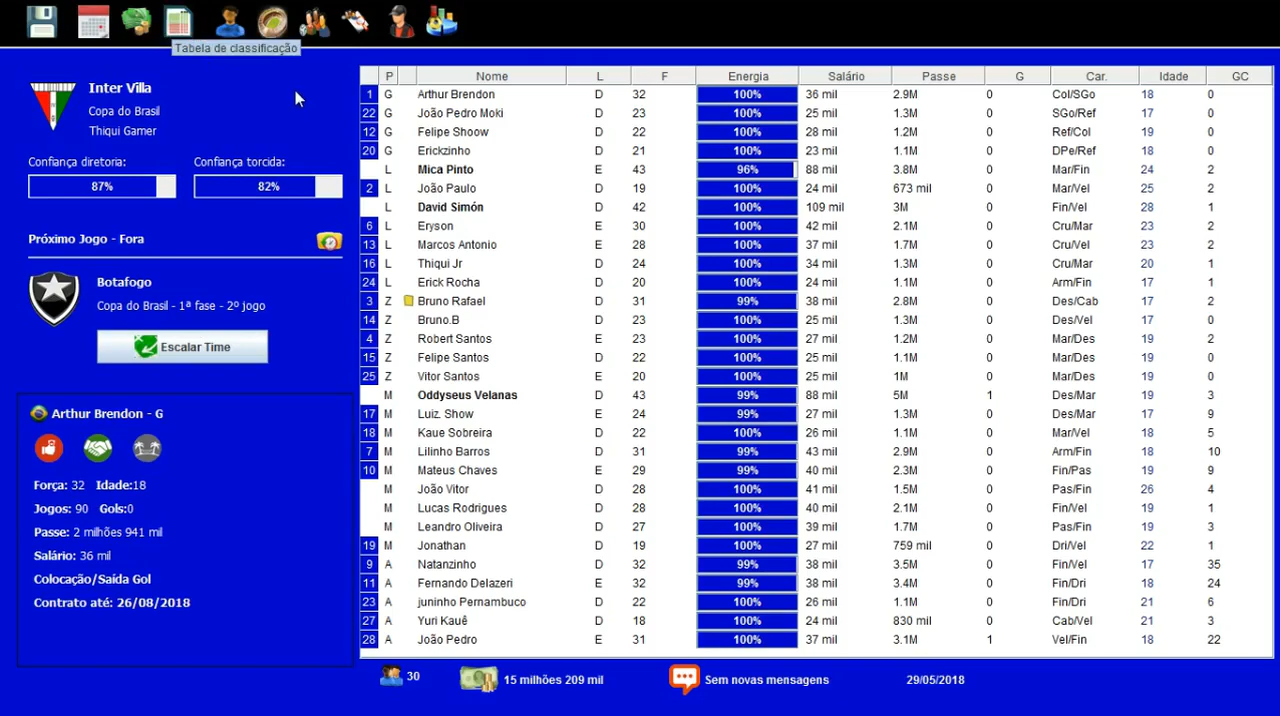 Tabela de classificação
Inter Villa
Copa do Brasil
Thiqui Gamer
Confiança diretoria: Confiança torcida:
87% 82%
Próximo Jogo - Fora
Botafogo
Copa do Brasil - 1ª fase - 2º jogo
Escalar Time
Arthur Brendon - G
Força: 32 Idade:18
Jogos: 90 Gols:0
Passe: 2 milhões 941 mil
Salário: 36 mil
Colocação/Saída Gol
Contrato até: 26/08/2018
P Nome L F Energia Salário Passe G Car. Idade GC
1 G Arthur Brendon D 32 100% 36 mil 2.9M 0 Col/SGo 18 0
22 G João Pedro Moki D 23 100% 25 mil 1.3M 0 SGo/Ref 17 0
12 G Felipe Shoow D 22 100% 28 mil 1.2M 0 Ref/Col 19 0
20 G Erickzinho D 21 100% 23 mil 1.1M 0 DPe/Ref 18 0
L Mica Pinto E 43 96% 88 mil 3.8M 0 Mar/Fin 24 2
2 L João Paulo D 19 100% 24 mil 673 mil 0 Mar/Vel 25 2
L David Simón D 42 100% 109 mil 3M 0 Fin/Vel 28 1
6 L Eryson E 30 100% 42 mil 2.1M 0 Cru/Mar 23 2
13 L Marcos Antonio E 28 100% 37 mil 1.7M 0 Cru/Vel 23 2
16 L Thiqui Jr D 24 100% 34 mil 1.3M 0 Cru/Mar 20 1
24 L Erick Rocha D 20 100% 24 mil 1.1M 0 Arm/Fin 17 1
3 Z Bruno Rafael D 31 99% 38 mil 2.8M 0 Des/Cab 17 2
14 Z Bruno.B D 23 100% 25 mil 1.3M 0 Des/Vel 17 0
4 Z Robert Santos E 23 100% 27 mil 1.2M 0 Mar/Des 19 2
15 Z Felipe Santos D 22 100% 25 mil 1.1M 0 Mar/Des 19 0
25 Z Vitor Santos E 20 100% 25 mil 1M 0 Mar/Des 19 0
M Oddyseus Velanas D 43 99% 88 mil 5M 1 Des/Mar 19 3
17 M Luiz. Show E 24 99% 27 mil 1.3M 0 Des/Mar 17 9
18 M Kaue Sobreira D 22 100% 26 mil 1.1M 0 Mar/Vel 18 5
7 M Lilinho Barros D 31 99% 43 mil 2.9M 0 Arm/Fin 18 10
10 M Mateus Chaves E 29 99% 40 mil 2.3M 0 Fin/Pas 19 9
M João Vitor D 28 100% 41 mil 1.5M 0 Pas/Fin 26 4
M Lucas Rodrigues D 28 100% 40 mil 2.1M 0 Fin/Vel 19 1
M Leandro Oliveira D 27 100% 39 mil 1.7M 0 Pas/Fin 19 3
19 M Jonathan D 19 100% 27 mil 759 mil 0 Dri/Vel 22 1
9 A Natanzinho D 32 99% 38 mil 3.5M 0 Fin/Vel 17 35
11 A Fernando Delazeri E 32 99% 38 mil 3.4M 0 Fin/Dri 18 24
23 A juninho Pernambuco D 22 100% 26 mil 1.1M 0 Fin/Dri 21 6
27 A Yuri Kauê D 18 100% 24 mil 830 mil 0 Cab/Vel 21 3
28 A João Pedro E 31 100% 37 mil 3.1M 1 Vel/Fin 18 22
30 15 milhões 209 mil Sem novas mensagens 29/05/2018